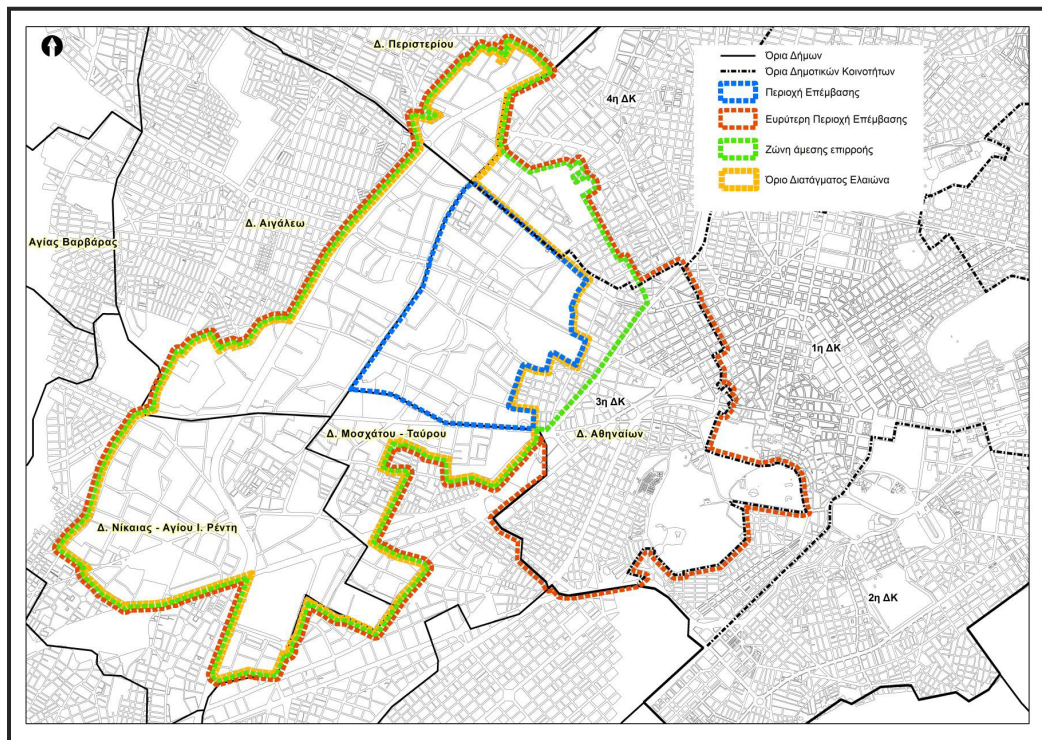 Δ. Περιστερίου
Όρια Δήμων
Όρια Δημοτικών Κοινοτήτων
4η ΔΚ
Περιοχή Επέμβασης
Ευρύτερη Περιοχή Επέμβασης
Ζώνη άμεσης επιρροής
Όριο Διατάγματος Ελαιώνα
Δ. Αιγάλεω
Αγίας Βαρβάρας
1η ΔΚ
3η ΔΚ
Δ. Μοσχάτου - Ταύρου
Δ. Αθηναίων
Δ. Νίκαιας - Αγίου Ι. Ρέντη
2η ΔΚ